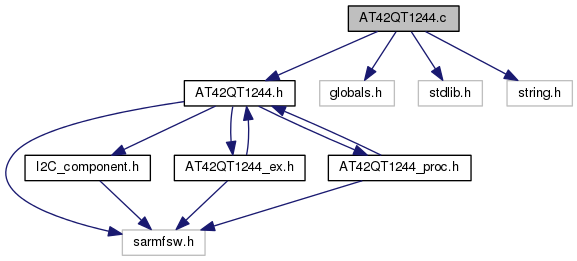 AT42QT1244.c
AT42QT1244.h
globals.h
stdlib.h
string.h
I2C_component.h
AT42QT1244_ex.h
AT42QT1244_proc.h
sarmfsw.h